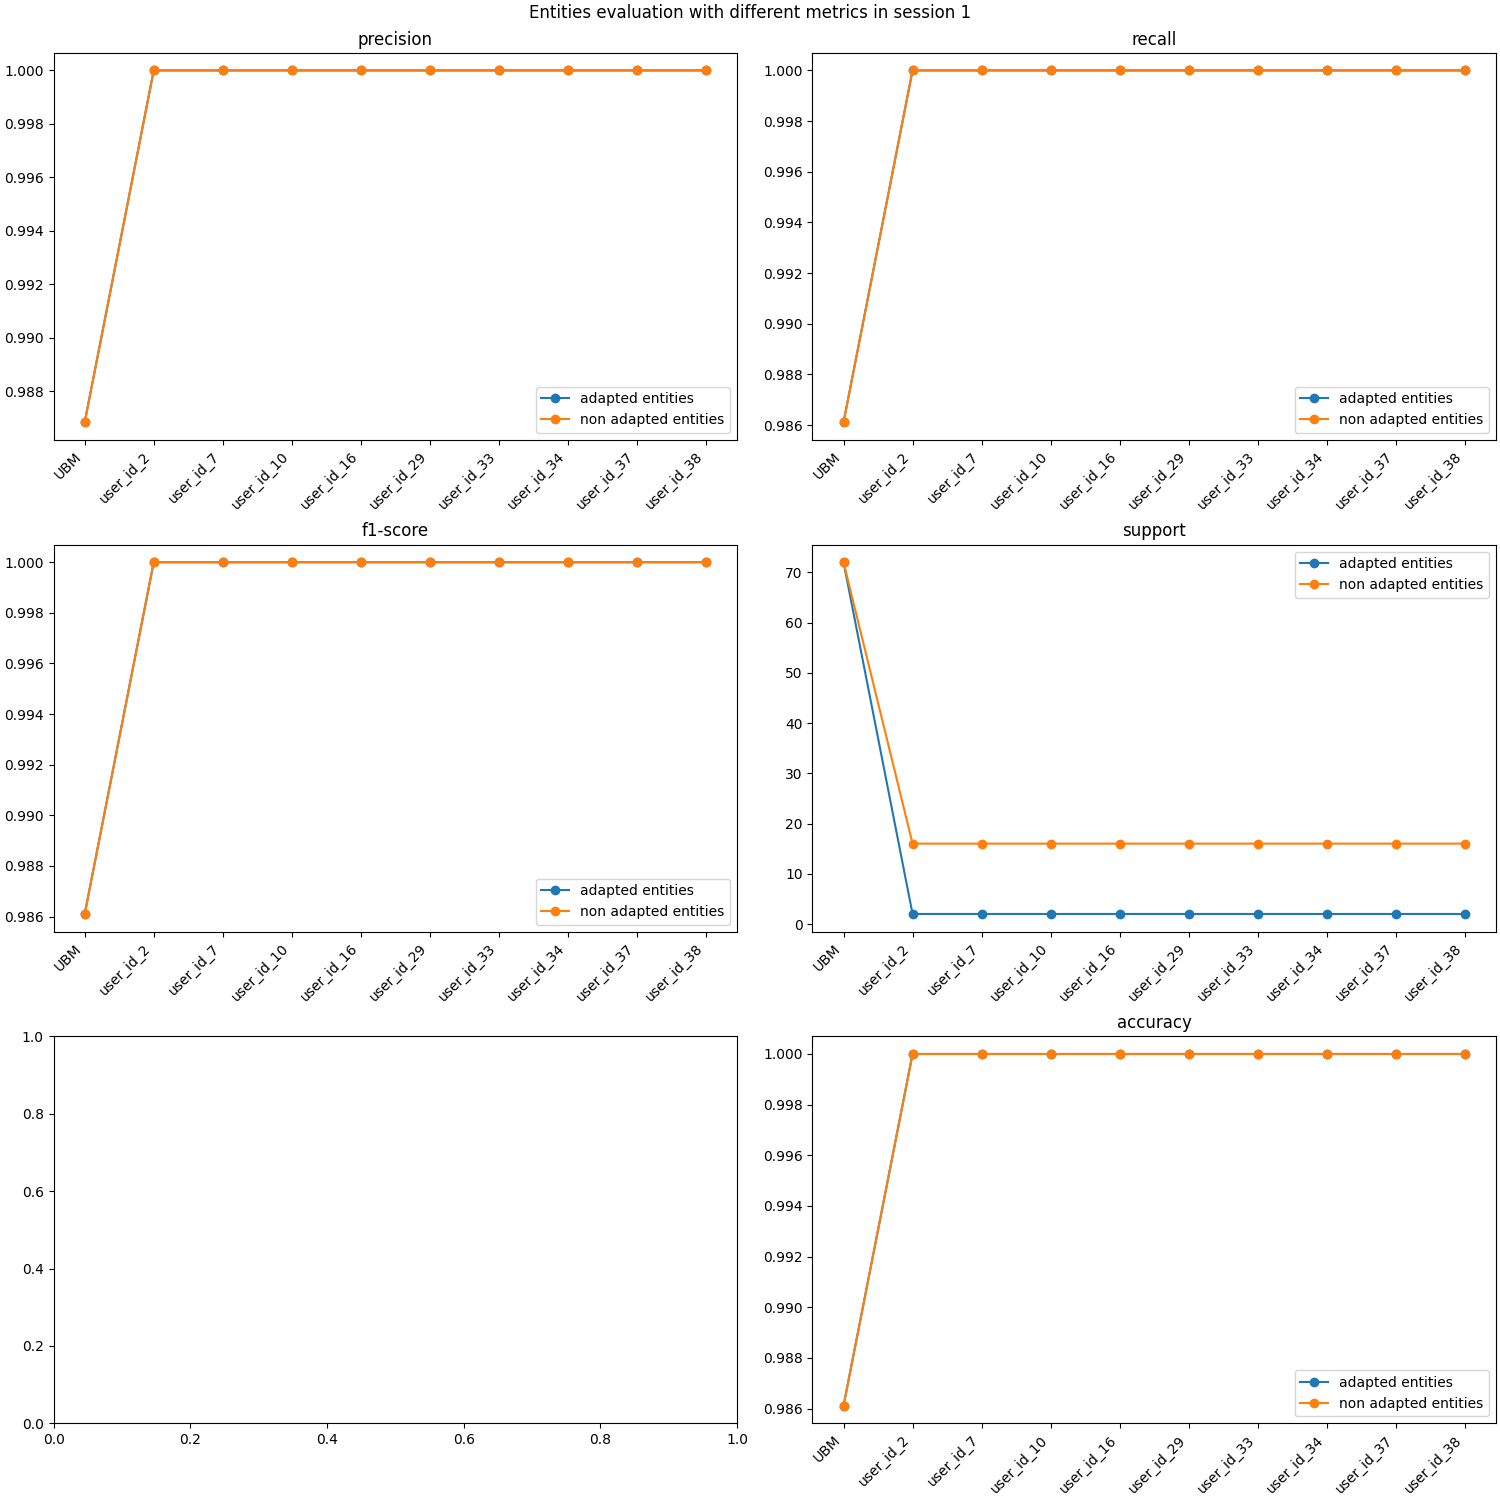 Entities evaluation with different metrics in session 1
precision
1.000
0.998
0.996
0.994
0.992
0.990
0.988
adapted entities
non adapted entities
UBM
user_id_2
user_id_7
user_id_10
user_id_16
user_id_29
user_id_33
user_id_34
user_id_37
user_id_38
recall
1.000
0.998
0.996
0.994
0.992
0.990
0.988
0.986
adapted entities
non adapted entities
UBM
user_id_2
user_id_7
user_id_10
user_id_16
user_id_29
user_id_33
user_id_34
user_id_37
user_id_38
f1-score
1.000
0.998
0.996
0.994
0.992
0.990
0.988
0.986
adapted entities
non adapted entities
UBM
user_id_2
user_id_7
user_id_10
user_id_16
user_id_29
user_id_33
user_id_34
user_id_37
user_id_38
support
adapted entities
non adapted entities
70
60
50
40
30
20
10
0
UBM
user_id_2
user_id_7
user_id_10
user_id_16
user_id_29
user_id_33
user_id_34
user_id_37
user_id_38
1.0
0.8
0.6
0.4
0.2
0.0
0.0 0.2 0.4 0.6 0.8 1.0
accuracy
1.000
0.998
0.996
0.994
0.992
0.990
0.988
0.986
adapted entities
non adapted entities
UBM
user_id_2
user_id_7
user_id_10
user_id_16
user_id_29
user_id_33
user_id_34
user_id_37
user_id_38